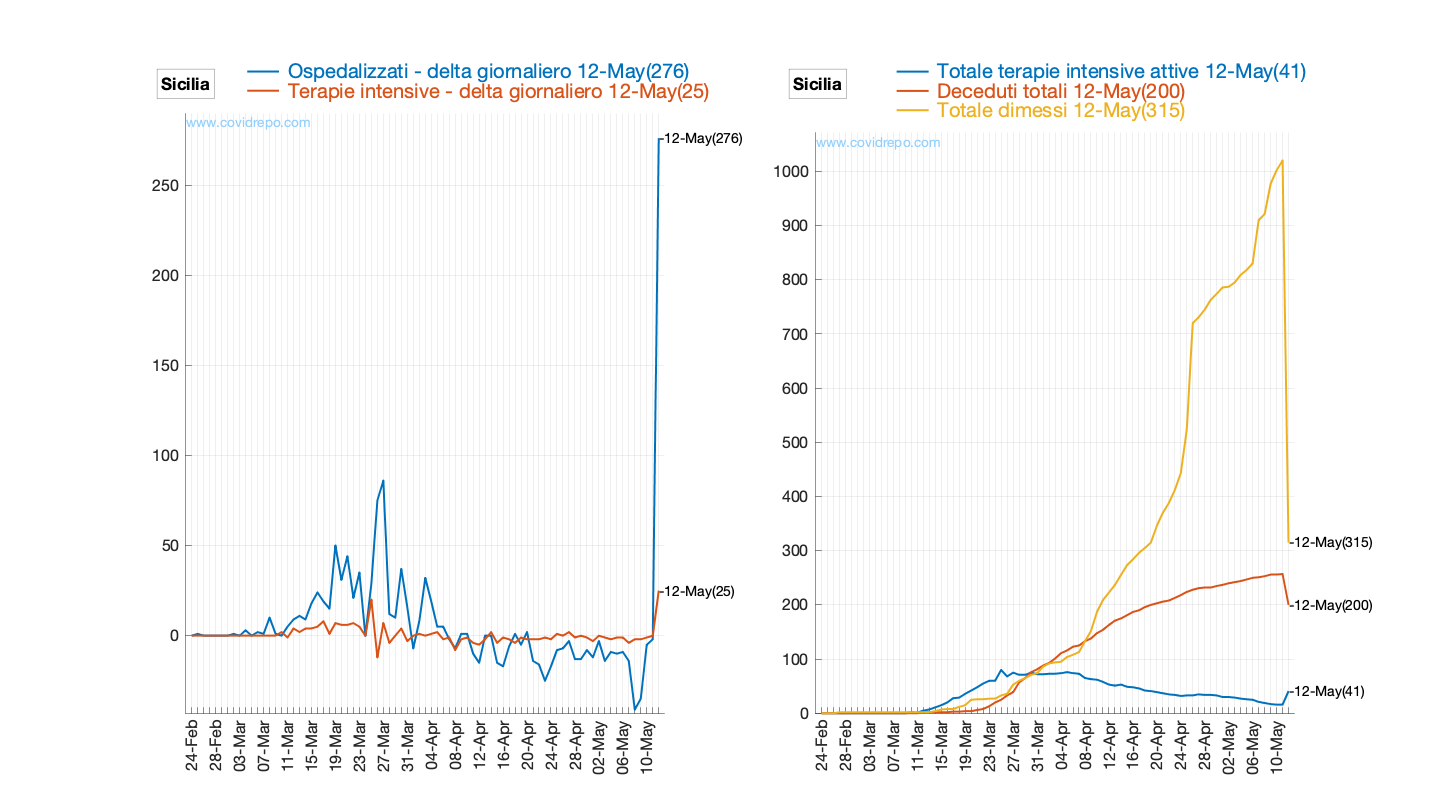 Sicilia
Ospedalizzati - delta giornaliero 12-May(276)
Terapie intensive - delta giornaliero 12-May(25)
www.covidrepo.com
12-May(276)
250
200
150
100
50
0
12-May(25)
24-Feb
28-Feb
03-Mar
07-Mar
11-Mar
15-Mar
19-Mar
23-Mar
27-Mar
31-Mar
04-Apr
08-Apr
12-Apr
16-Apr
20-Apr
24-Apr
28-Apr
02-May
06-May
10-May
Sicilia
Totale terapie intensive attive 12-May(41)
Deceduti totali 12-May(200)
Totale dimessi 12-May(315)
www.covidrepo.com
1000
900
800
700
600
500
400
300
200
100
0
12-May(315)
12-May(200)
12-May(41)
24-Feb
28-Feb
03-Mar
07-Mar
11-Mar
15-Mar
19-Mar
23-Mar
27-Mar
31-Mar
04-Apr
08-Apr
12-Apr
16-Apr
20-Apr
24-Apr
28-Apr
02-May
06-May
10-May